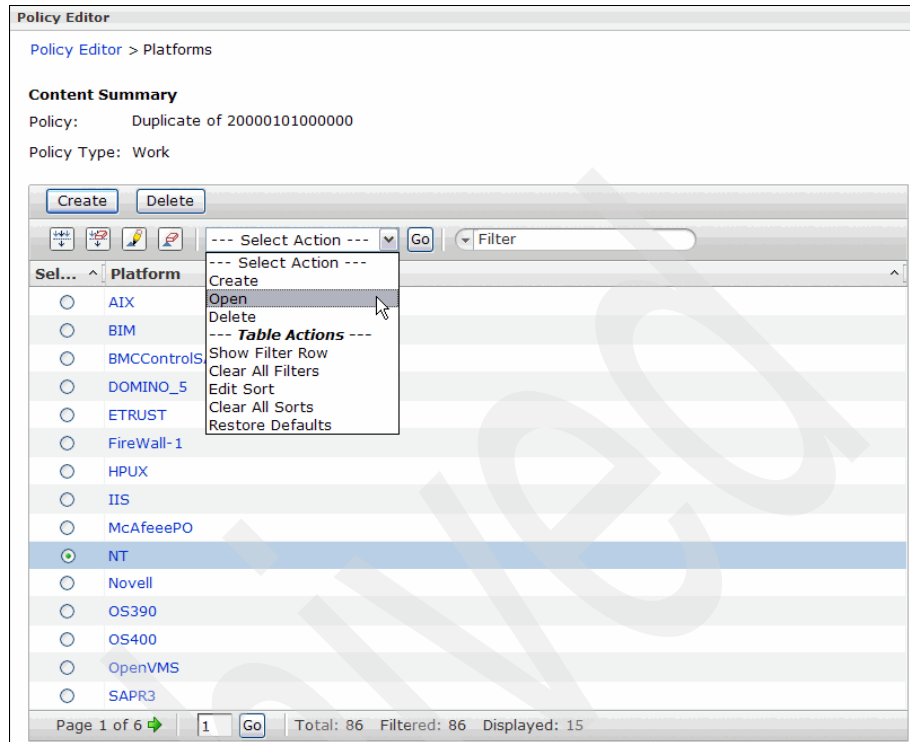 Policy Editor
Policy Editor > Platforms
Content Summary
Policy: Duplicate of 20000101000000
Policy Type: Work
Create Delete
--- Select Action --- Go Filter
--- Select Action ---
Sel... ^ Platform ^
Create
AIX
Open
Delete
BIM
--- Table Actions ---
BMCControlS
Show Filter Row
Clear All Filters
DOMINO_5
Edit Sort
Clear All Sorts
ETRUST
Restore Defaults
FireWall-1
HPUX
IIS
McAfeeePO
NT
Novell
OS390
OS400
OpenVMS
SAPR3
Page 1 of 6 1 Go Total: 86 Filtered: 86 Displayed: 15